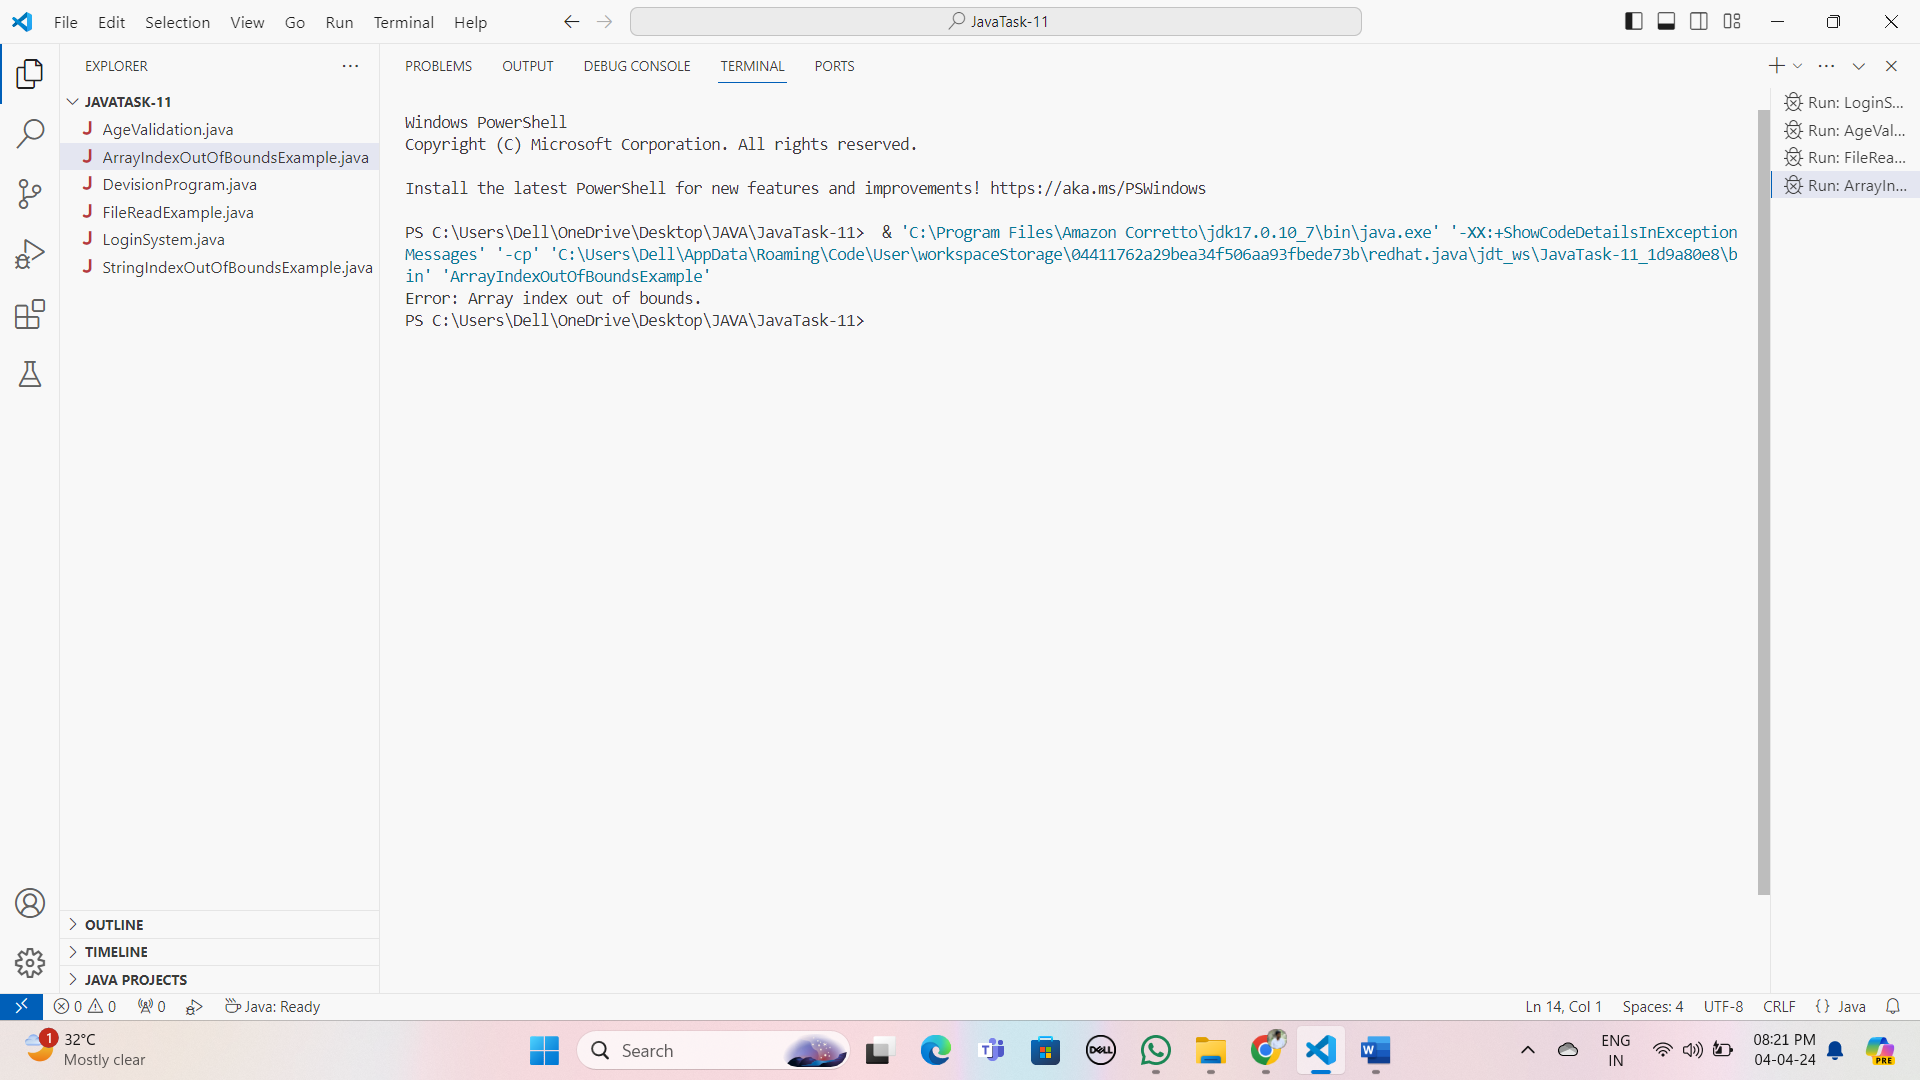 File Edit Selection View Go Run Terminal Help
JavaTask-11
EXPLORER
JAVATASK-11
J AgeValidation.java
J ArrayIndexOutOfBoundsExample.java
J DevisionProgram.java
J FileReadExample.java
J LoginSystem.java
J StringIndexOutOfBoundsExample.java
OUTLINE
TIMELINE
JAVA PROJECTS
PROBLEMS OUTPUT DEBUG CONSOLE TERMINAL PORTS
Windows PowerShell
Copyright (C) Microsoft Corporation. All rights reserved.
Install the latest PowerShell for new features and improvements! https://aka.ms/PSWindows
PS C:\Users\Dell\OneDrive\Desktop\JAVA\JavaTask-11>  & 'C:\Program Files\Amazon Corretto\jdk17.0.10_7\bin\java.exe' '-XX:+ShowCodeDetailsInException
Messages' '-cp' 'C:\Users\Dell\AppData\Roaming\Code\User\workspaceStorage\04411762a29bea34f506aa93fbede73b\redhat.java\jdt_ws\JavaTask-11_1d9a80e8\b
in' 'ArrayIndexOutOfBoundsExample'
Error: Array index out of bounds.
PS C:\Users\Dell\OneDrive\Desktop\JAVA\JavaTask-11>
Run: LoginS...
Run: AgeVal...
Run: FileRea...
Run: ArrayIn...
0 0 0 Java: Ready
Ln 14, Col 1 Spaces: 4 UTF-8 CRLF {} Java
1
32°C
Mostly clear
Search
DELL
W
ENG
IN
08:21 PM
04-04-24
PRE